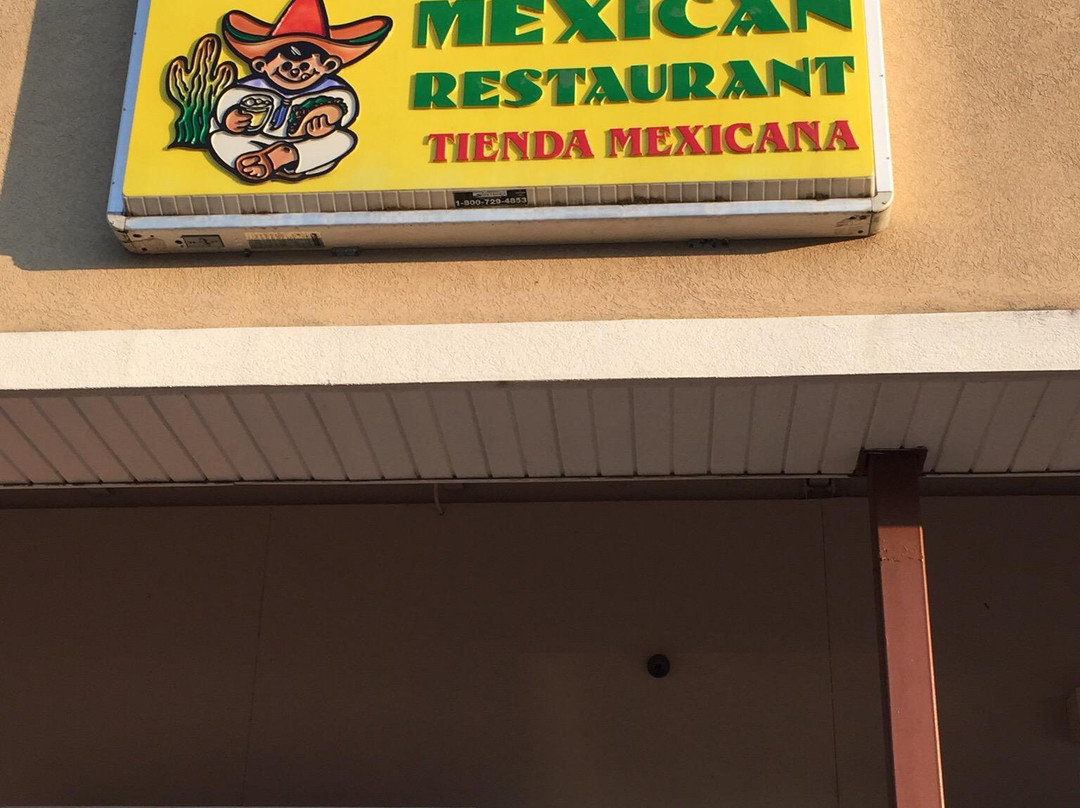 MEXICAN
RESTAURANT
TIENDA MEXICANA
1-800-729-4853